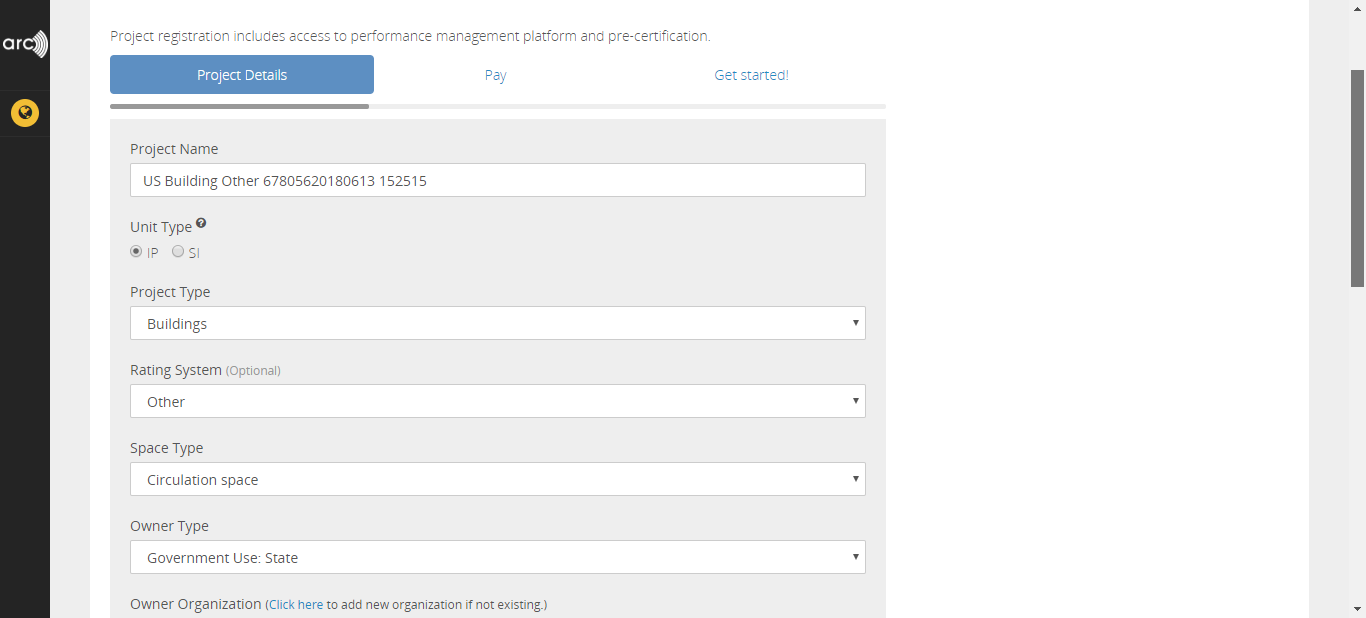 arc
Project registration includes access to performance management platform and pre-certification.
Project Details
Pay
Get started!
Project Name
US Building Other 67805620180613 152515
Unit Type ?
IP SI
Project Type
Buildings
Rating System (Optional)
Other
Space Type
Circulation space
Owner Type
Government Use: State
Owner Organization (Click here to add new organization if not existing.)